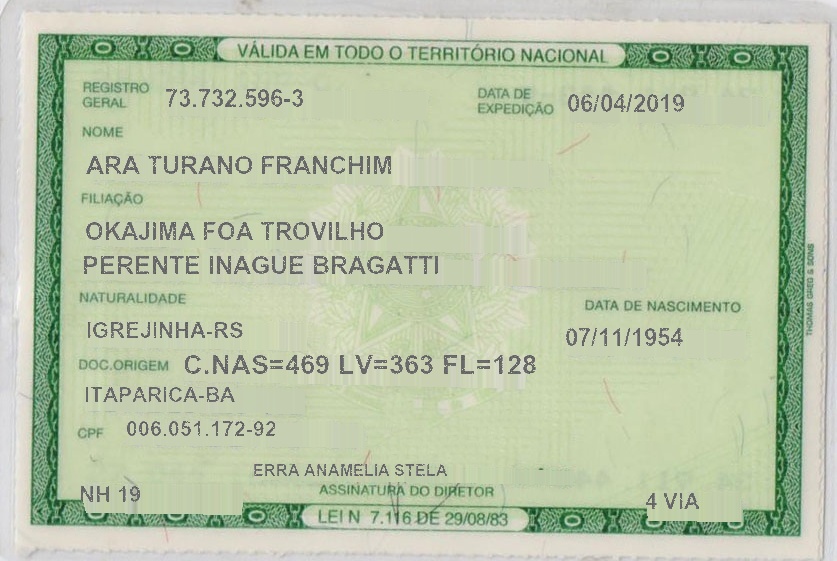 VÁLIDA EM TODO O TERRITÓRIO NACIONAL
REGISTRO GERAL 73.732.596-3 DATA DE EXPEDIÇÃO 06/04/2019
NOME
ARA TURANO FRANCHIM
FILIAÇÃO
OKAJIMA FOA TROVILHO
PERENTE INAGUE BRAGATTI
NATURALIDADE DATA DE NASCIMENTO
IGREJINHA-RS 07/11/1954
DOC.ORIGEM C.NAS=469 LV=363 FL=128
ITAPARICA-BA
CPF 006.051.172-92
ERRA ANAMELIA STELA
NH 19 ASSINATURA DO DIRETOR 4 VIA
LEI N 7.116 DE 29/08/83
THOMAS GREG & SONS